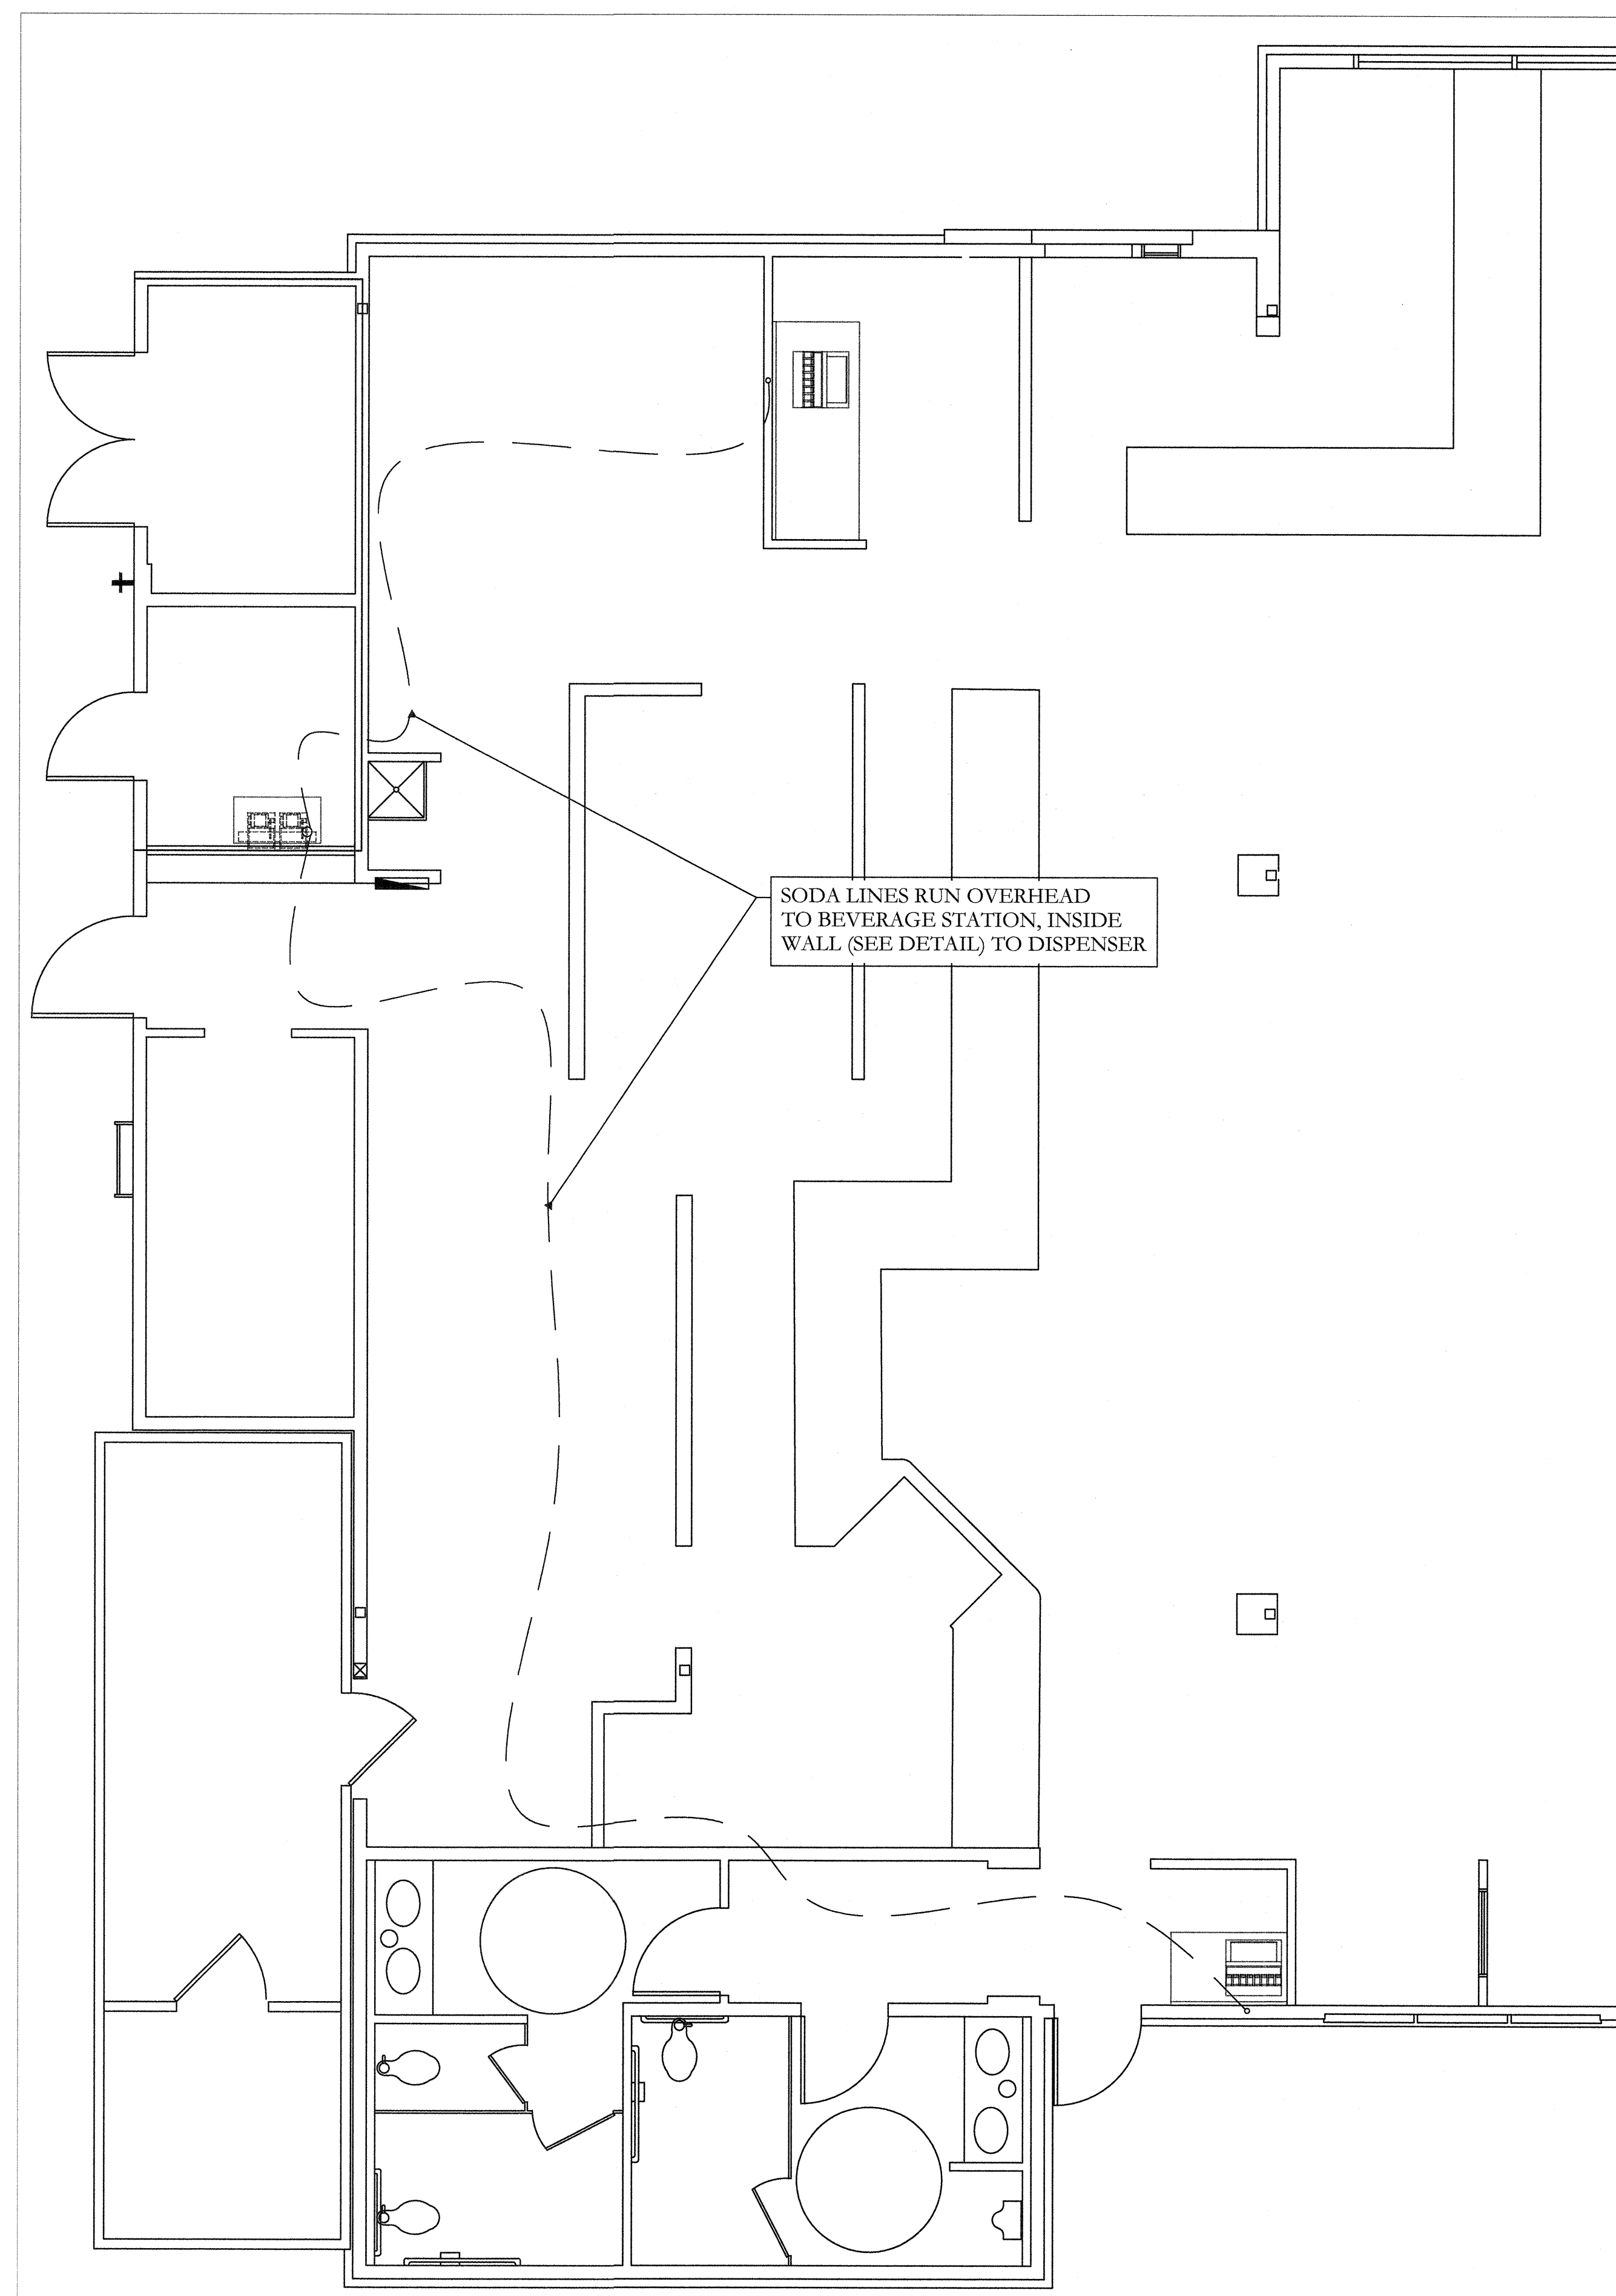 SODA LINES RUN OVERHEAD
TO BEVERAGE STATION, INSIDE
WALL (SEE DETAIL) TO DISPENSER